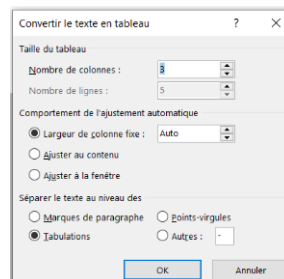 Convertir le texte en tableau ? ×
Taille du tableau
Nombre de colonnes : 3
Nombre de lignes : 5
Comportement de l'ajustement automatique
Largeur de colonne fixe : Auto
Ajuster au contenu
Ajuster à la fenêtre
Séparer le texte au niveau des
Marques de paragraphe Points-virgules
Tabulations Autres : -
OK Annuler